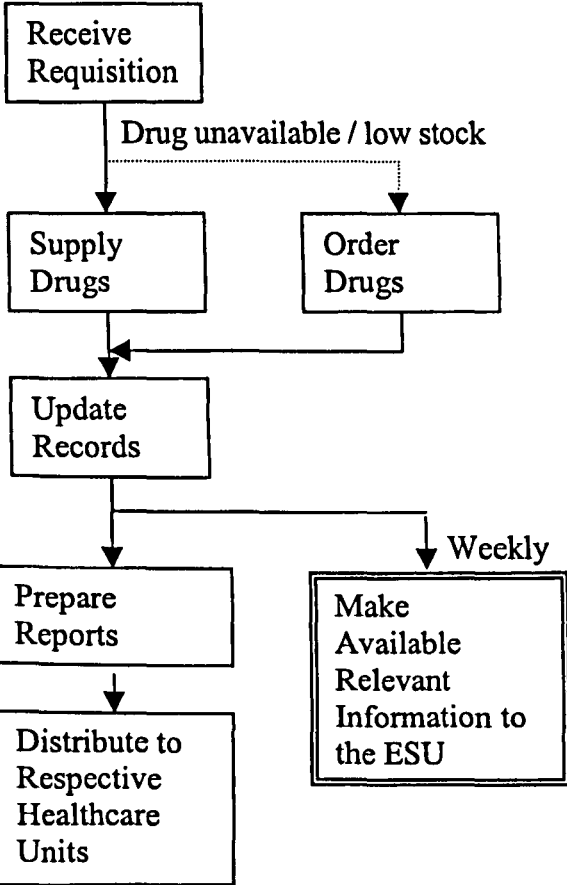 Receive
Requisition
Drug unavailable / low stock
Supply
Drugs
Order
Drugs
Update
Records
Weekly
Prepare
Reports
Make
Available
Relevant
Information to
the ESU
Distribute to
Respective
Healthcare
Units